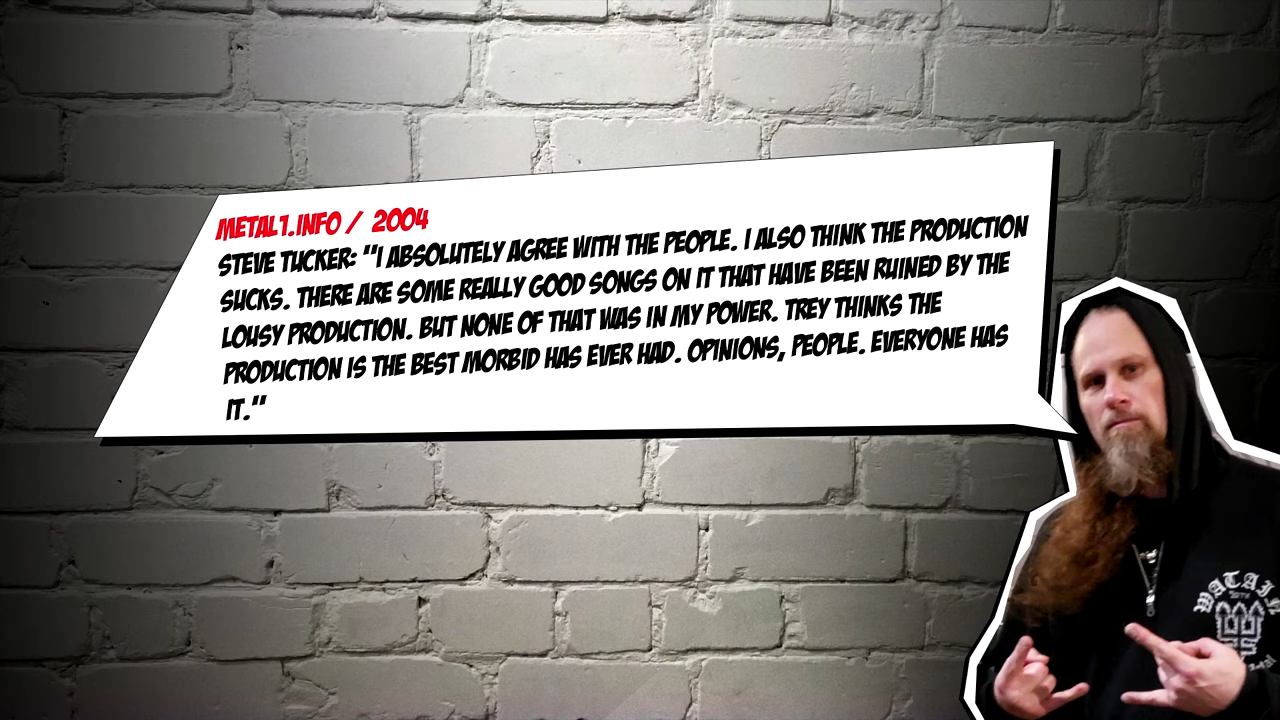 METAL1.INFO / 2004
STEVE TUCKER: "I ABSOLUTELY AGREE WITH THE PEOPLE. I ALSO THINK THE PRODUCTION
SUCKS. THERE ARE SOME REALLY GOOD SONGS ON IT THAT HAVE BEEN RUINED BY THE
LOUSY PRODUCTION. BUT NONE OF THAT WAS IN MY POWER. TREY THINKS THE
PRODUCTION IS THE BEST MORBID HAS EVER HAD. OPINIONS, PEOPLE. EVERYONE HAS
IT."
WATAIN